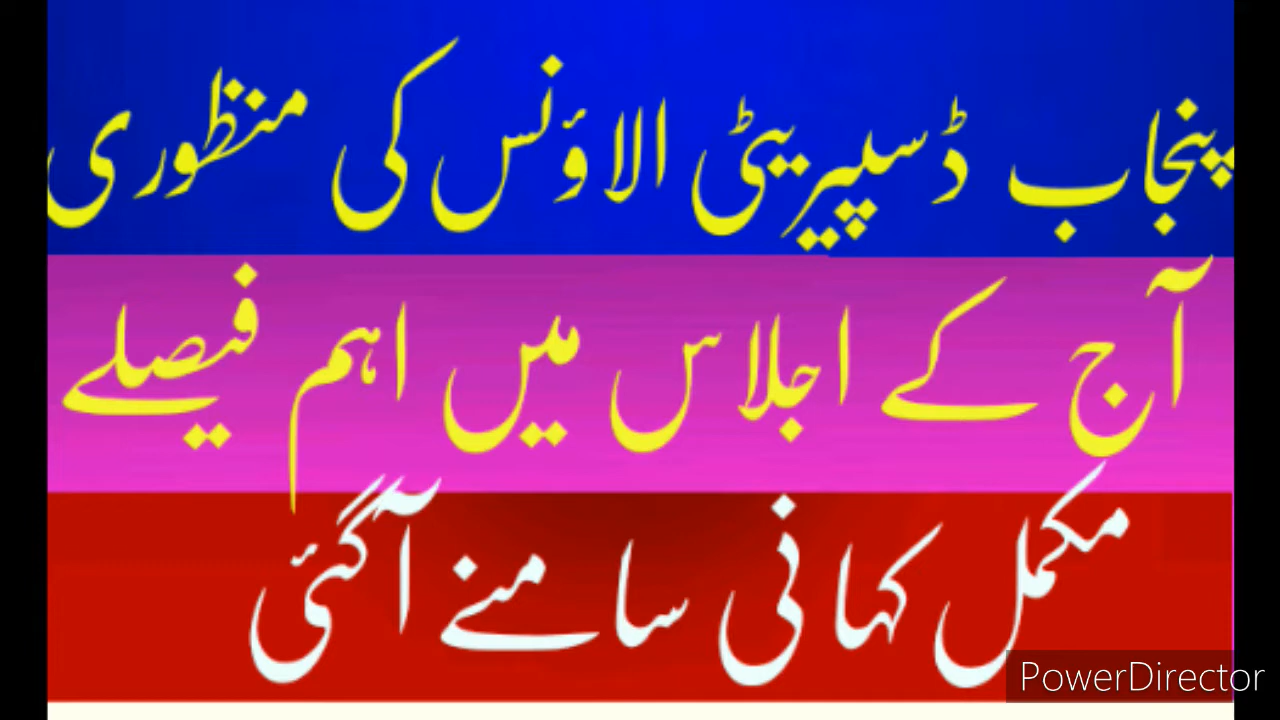 پنجاب ڈسپیریٹی الاؤنس کی منظوری
آج کے اجلاس میں اہم فیصلے
مکمل کہانی سامنے آگئی
PowerDirector